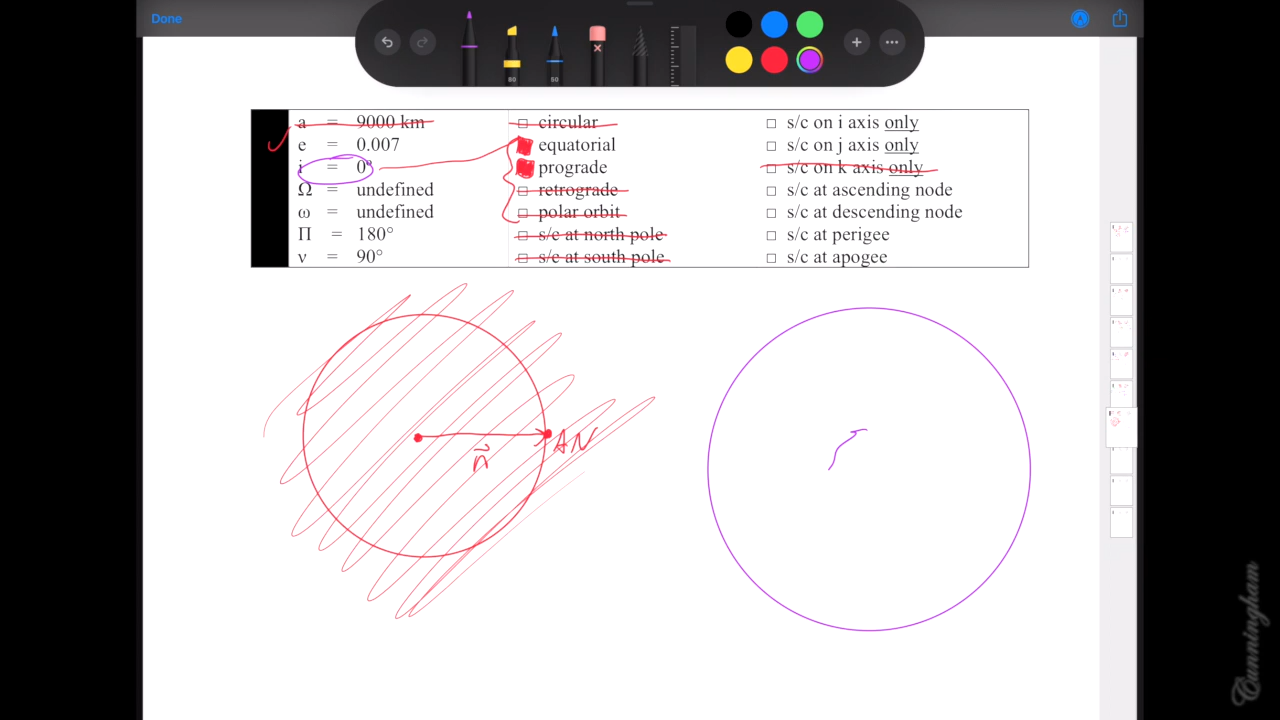 Done
80
50
a = 9000 km
e = 0.007
i = 0°
Ω = undefined
ω = undefined
Π = 180°
ν = 90°
□ circular
equatorial
prograde
□ retrograde
□ polar orbit
□ s/c at north pole
□ s/c at south pole
□ s/c on i axis only
□ s/c on j axis only
□ s/c on k axis only
□ s/c at ascending node
□ s/c at descending node
□ s/c at perigee
□ s/c at apogee
n⃗
AN
Cunningham